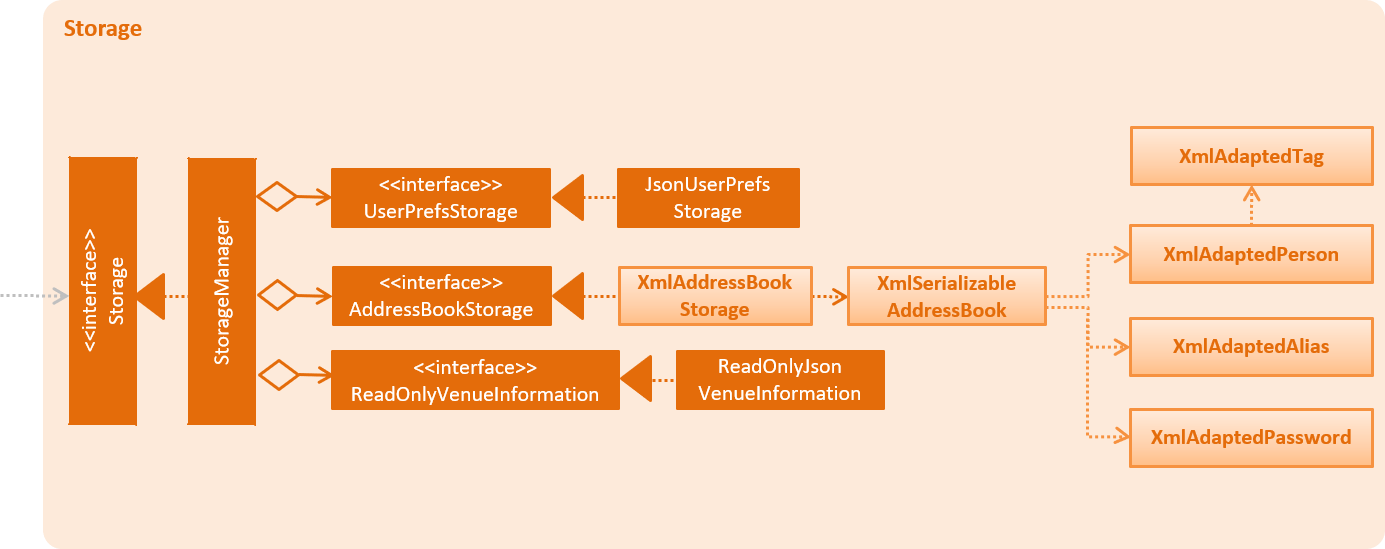 Storage
<<interface>>
Storage
StorageManager
<<interface>>
UserPrefsStorage
JsonUserPrefs
Storage
<<interface>>
AddressBookStorage
XmlAddressBook
Storage
XmlSerializable
AddressBook
<<interface>>
ReadOnlyVenueInformation
ReadOnlyJson
VenueInformation
XmlAdaptedTag
XmlAdaptedPerson
XmlAdaptedAlias
XmlAdaptedPassword